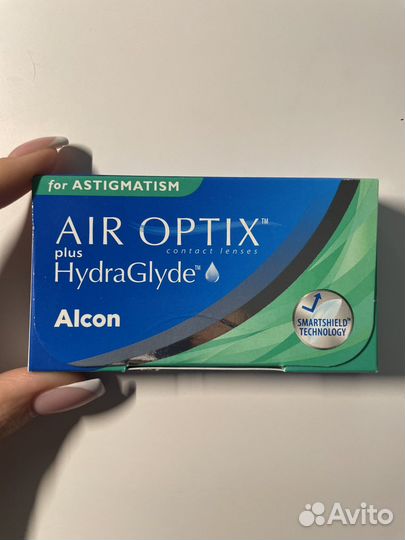 for ASTIGMATISM
AIR OPTIX™
plus contact lenses
HydraGlyde™
Alcon
SMARTSHIELD™
TECHNOLOGY
Avito